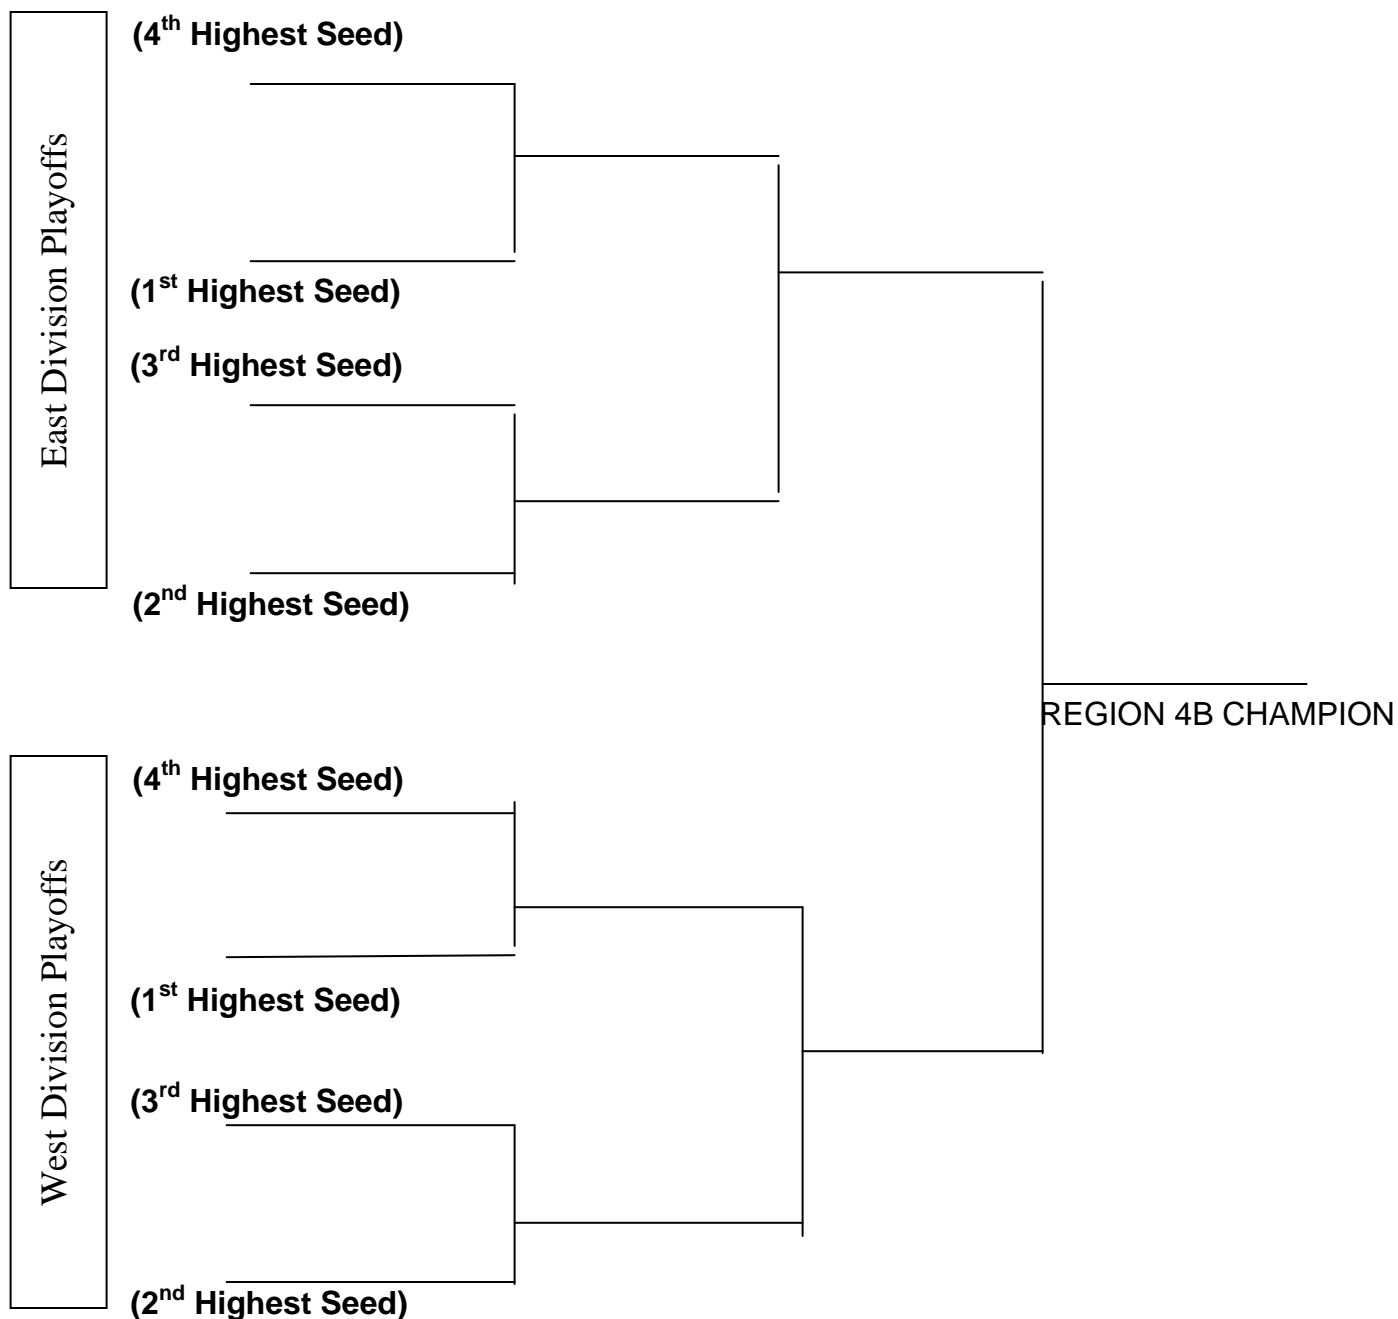 East Division Playoffs
(4th Highest Seed)
(1st Highest Seed)
(3rd Highest Seed)
(2nd Highest Seed)
REGION 4B CHAMPION
West Division Playoffs
(4th Highest Seed)
(1st Highest Seed)
(3rd Highest Seed)
(2nd Highest Seed)